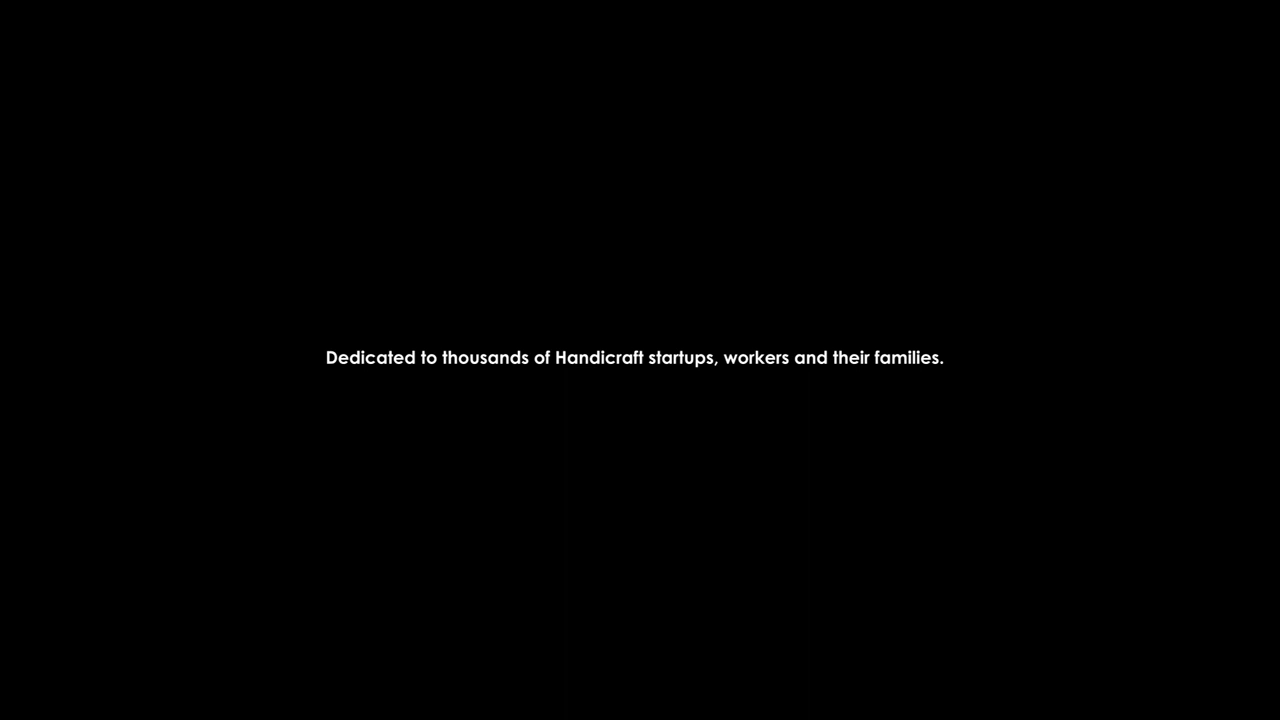 Dedicated to thousands of Handicraft startups, workers and their families.